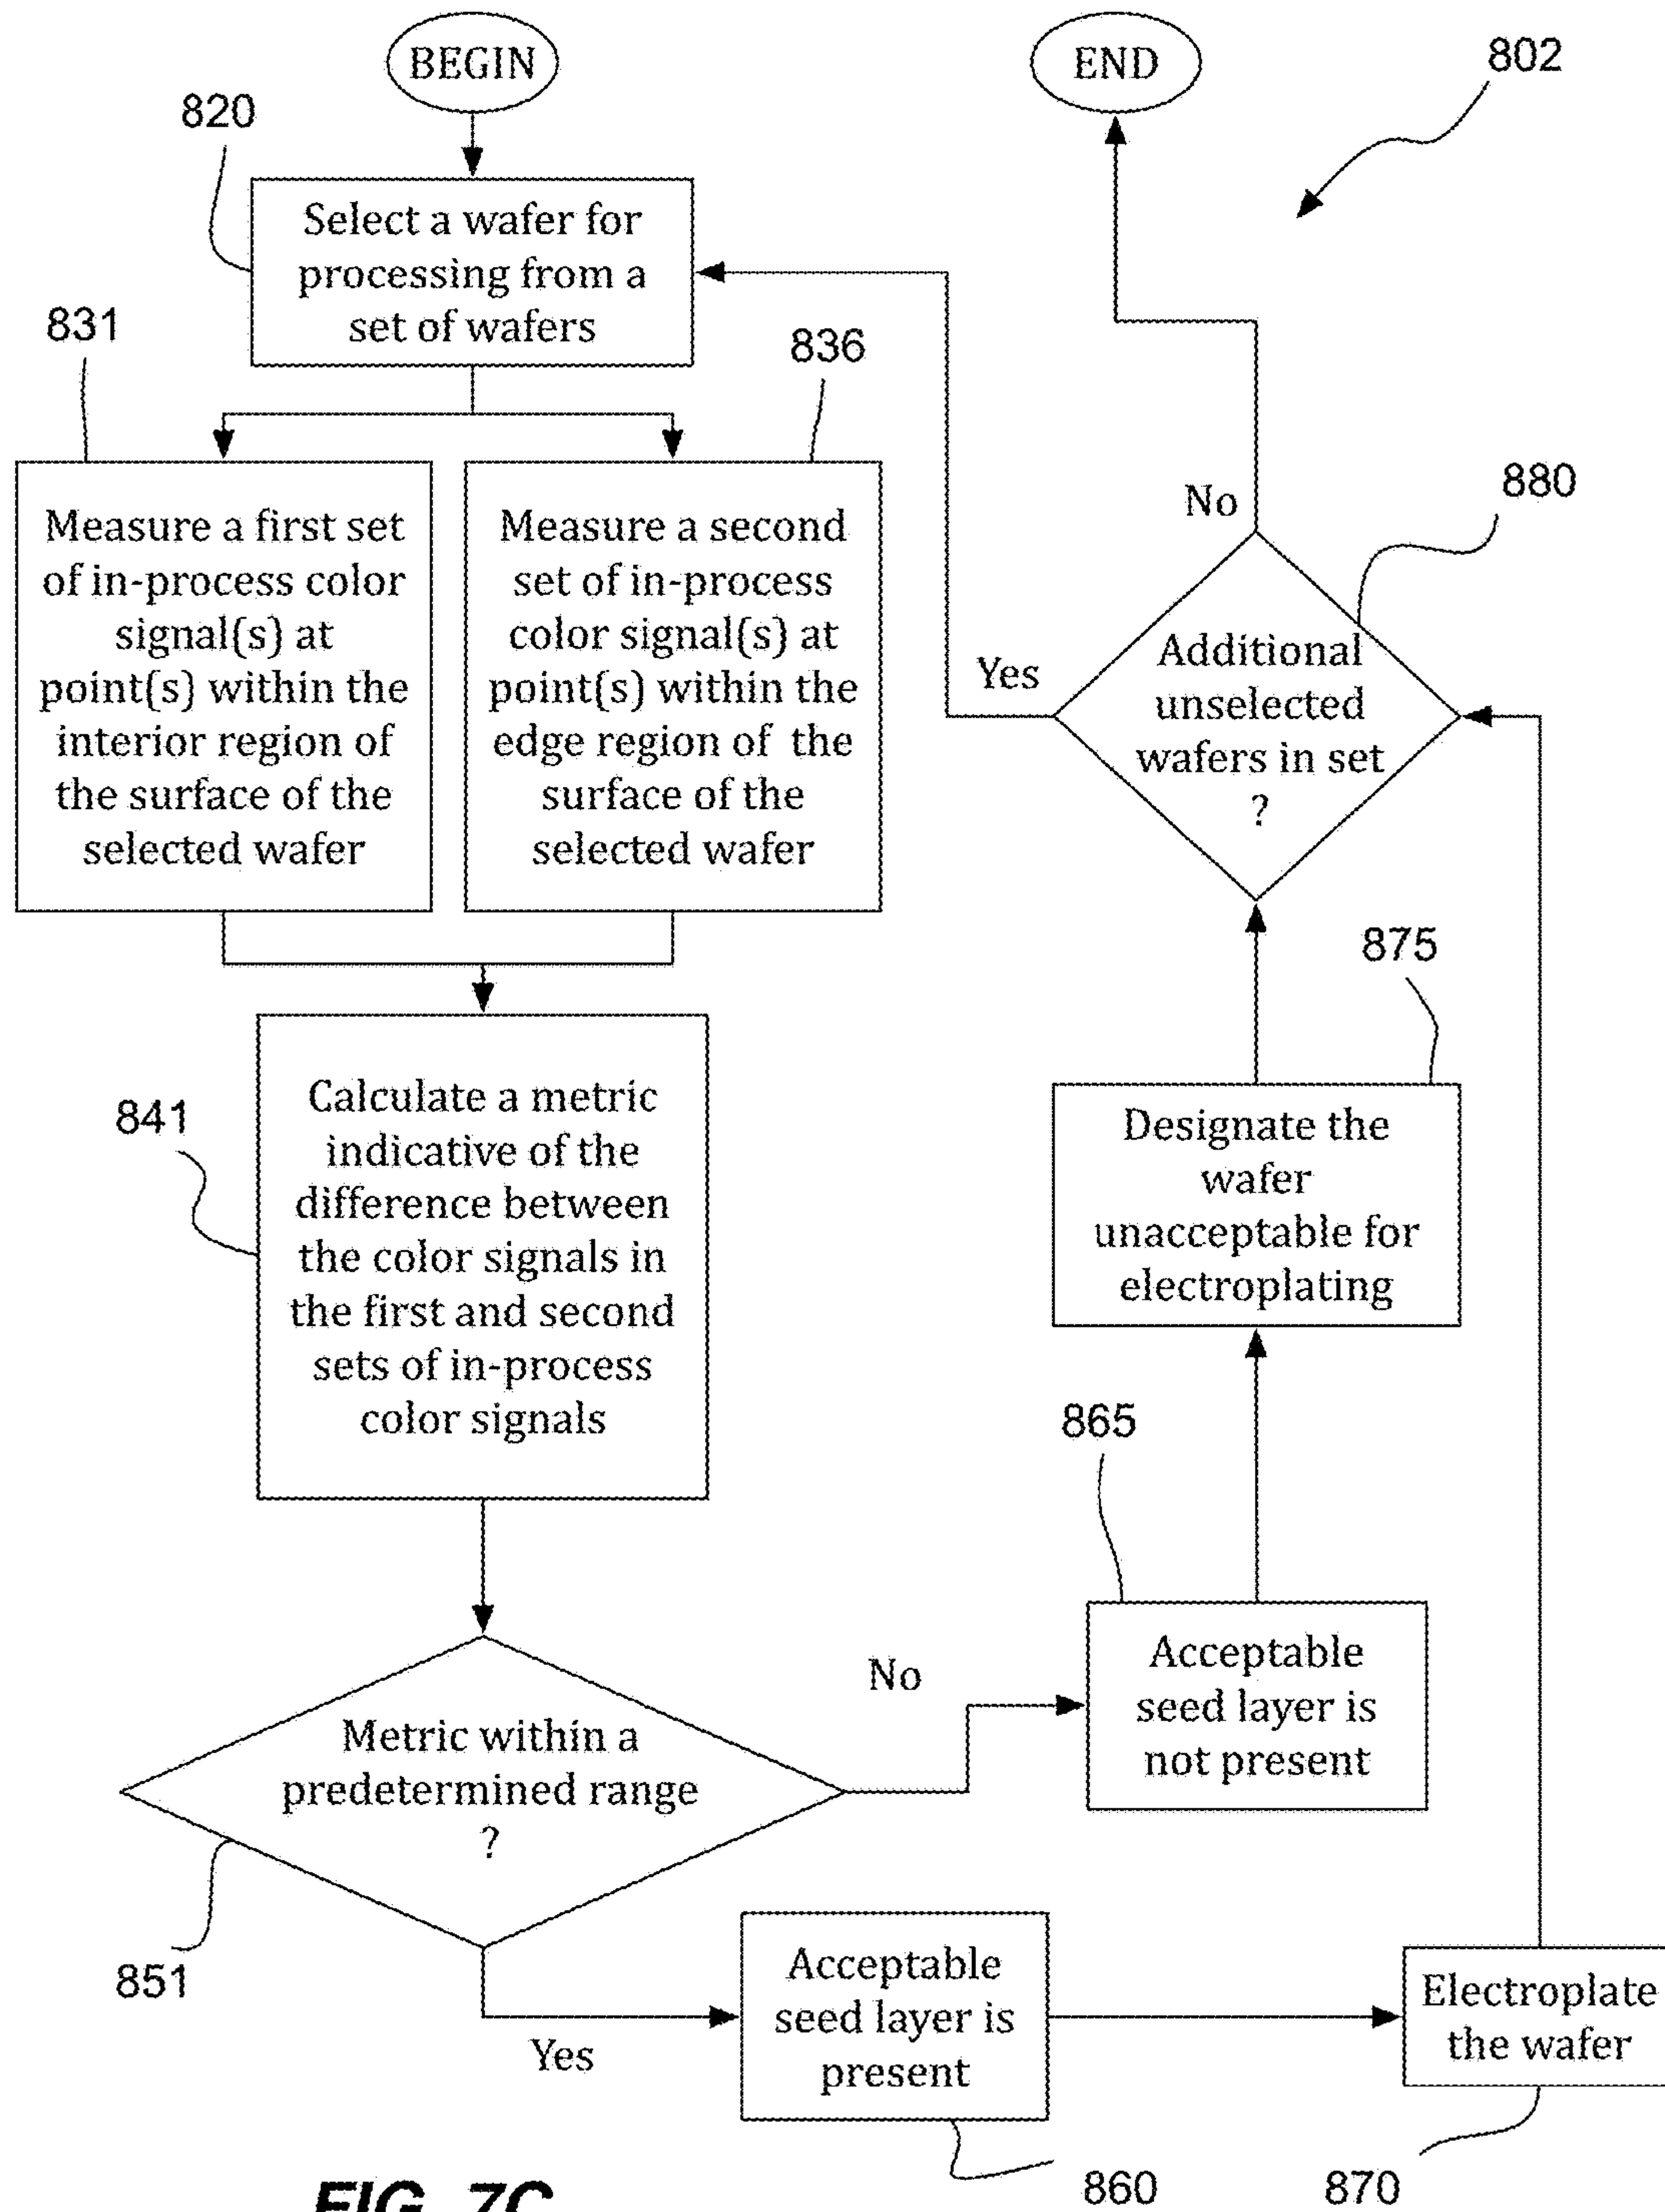 BEGIN
END
802
820
Select a wafer for
processing from a
set of wafers
831
836
Measure a first set
of in-process color
signal(s) at
point(s) within the
interior region of
the surface of the
selected wafer
Measure a second
set of in-process
color signal(s) at
point(s) within the
edge region of the
surface of the
selected wafer
841
Calculate a metric
indicative of the
difference between
the color signals in
the first and second
sets of in-process
color signals
Metric within a
predetermined range
?
851
No
Yes
865
Acceptable
seed layer is
not present
875
Designate the
wafer
unacceptable for
electroplating
Acceptable
seed layer is
present
860
Electroplate
the wafer
870
880
Additional
unselected
wafers in set
?
Yes
No
FIG. 7C